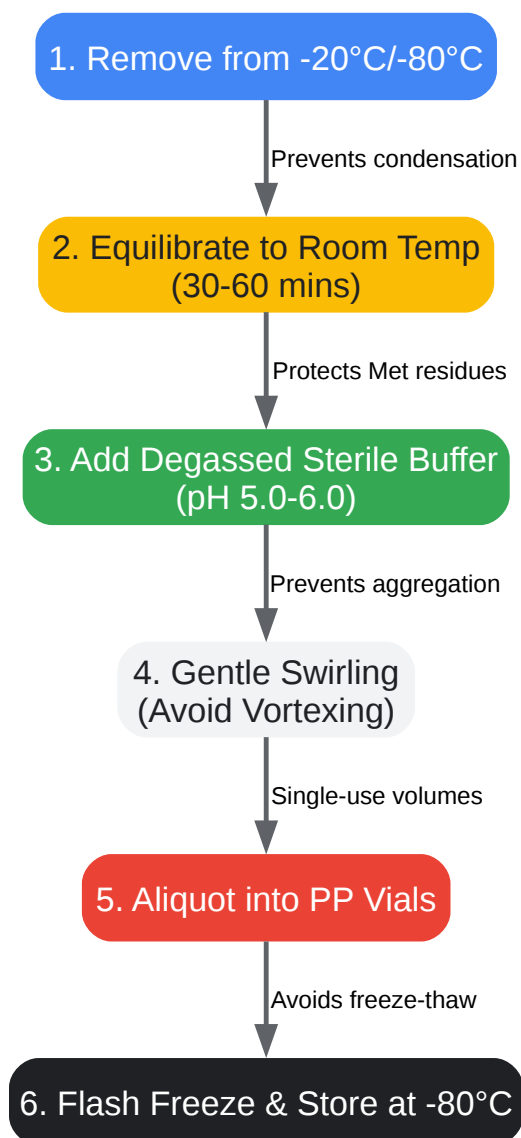 1. Remove from -20°C/-80°C
Prevents condensation
2. Equilibrate to Room Temp
(30-60 mins)
Protects Met residues
3. Add Degassed Sterile Buffer
(pH 5.0-6.0)
Prevents aggregation
4. Gentle Swirling
(Avoid Vortexing)
Single-use volumes
5. Aliquot into PP Vials
Avoids freeze-thaw
6. Flash Freeze & Store at -80°C